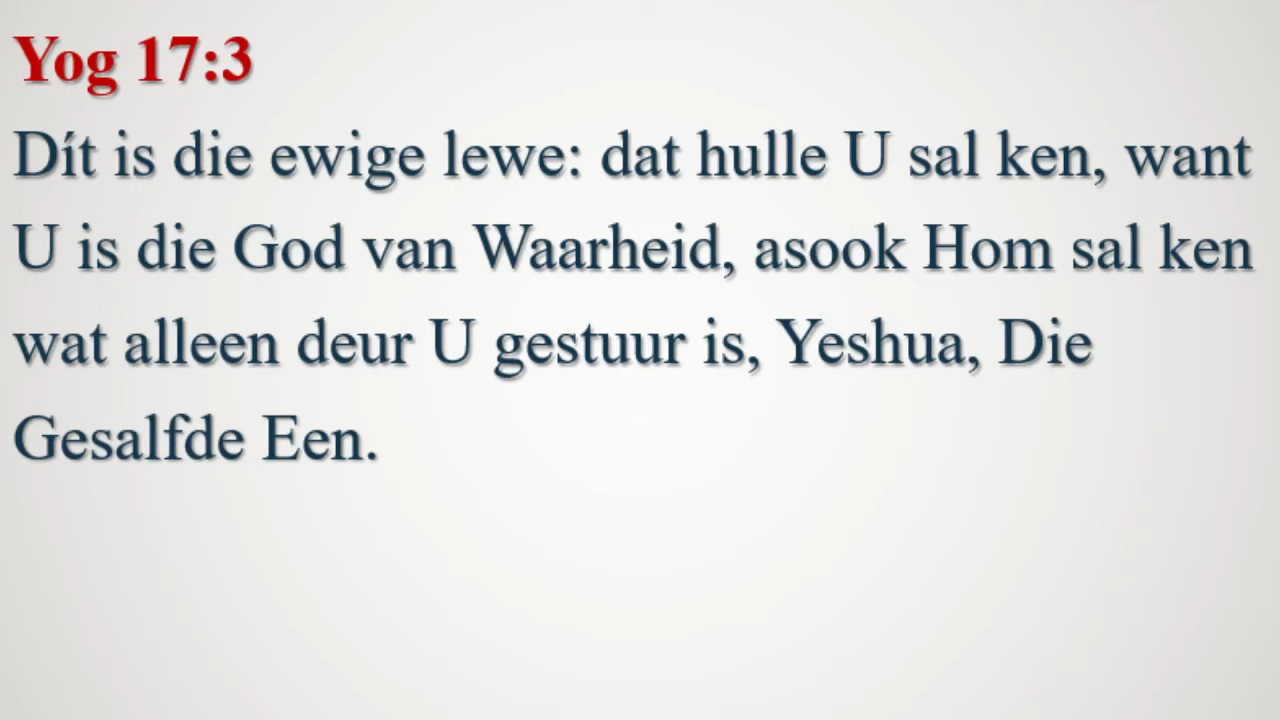 Yog 17:3
Dít is die ewige lewe: dat hulle U sal ken, want
U is die God van Waarheid, asook Hom sal ken
wat alleen deur U gestuur is, Yeshua, Die
Gesalfde Een.